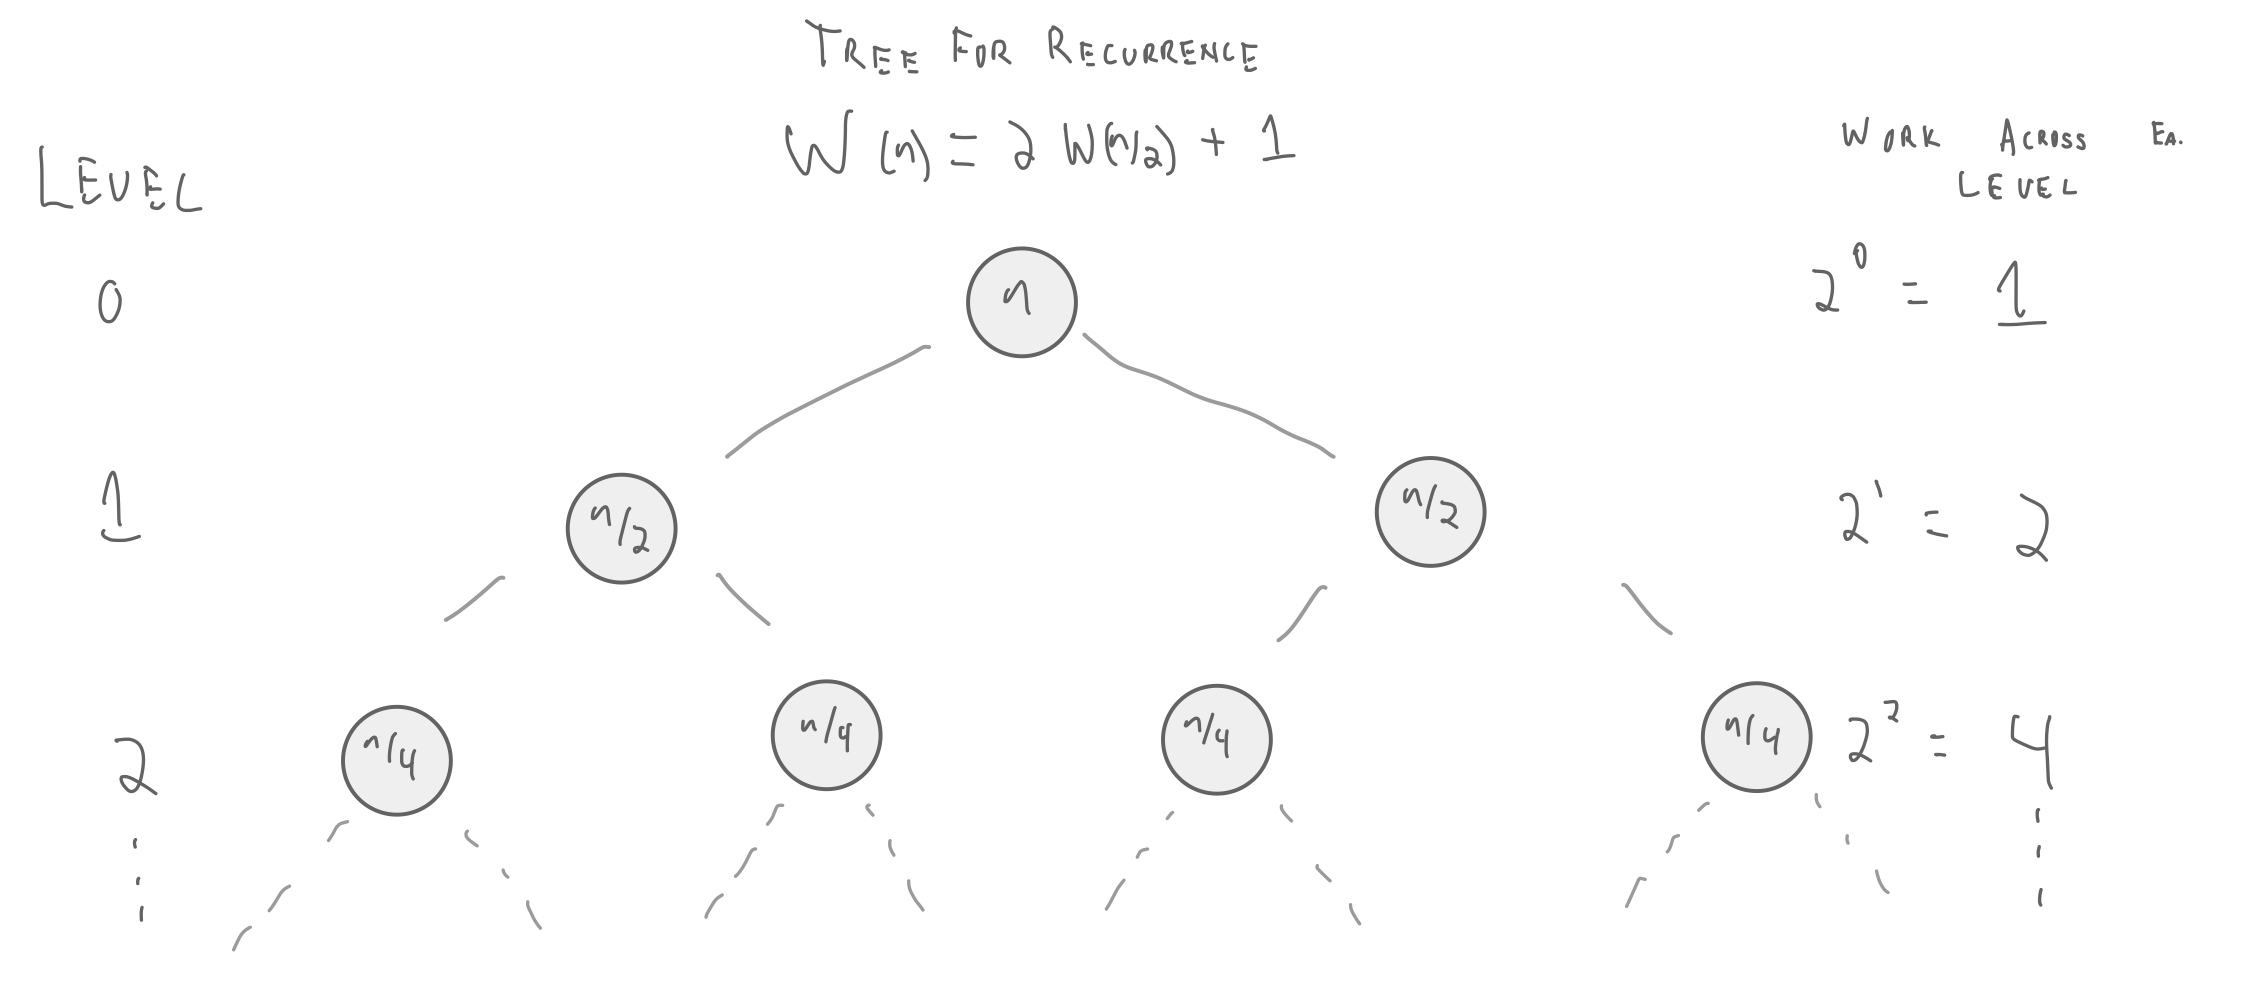 TREE FOR RECURRENCE
W(n) = 2 W(n/2) + 1
LEVEL
WORK ACROSS EA.
LEVEL
0
n
2^0 = 1
1
n/2
n/2
2^1 = 2
2
n/4
n/4
n/4
n/4
2^2 = 4